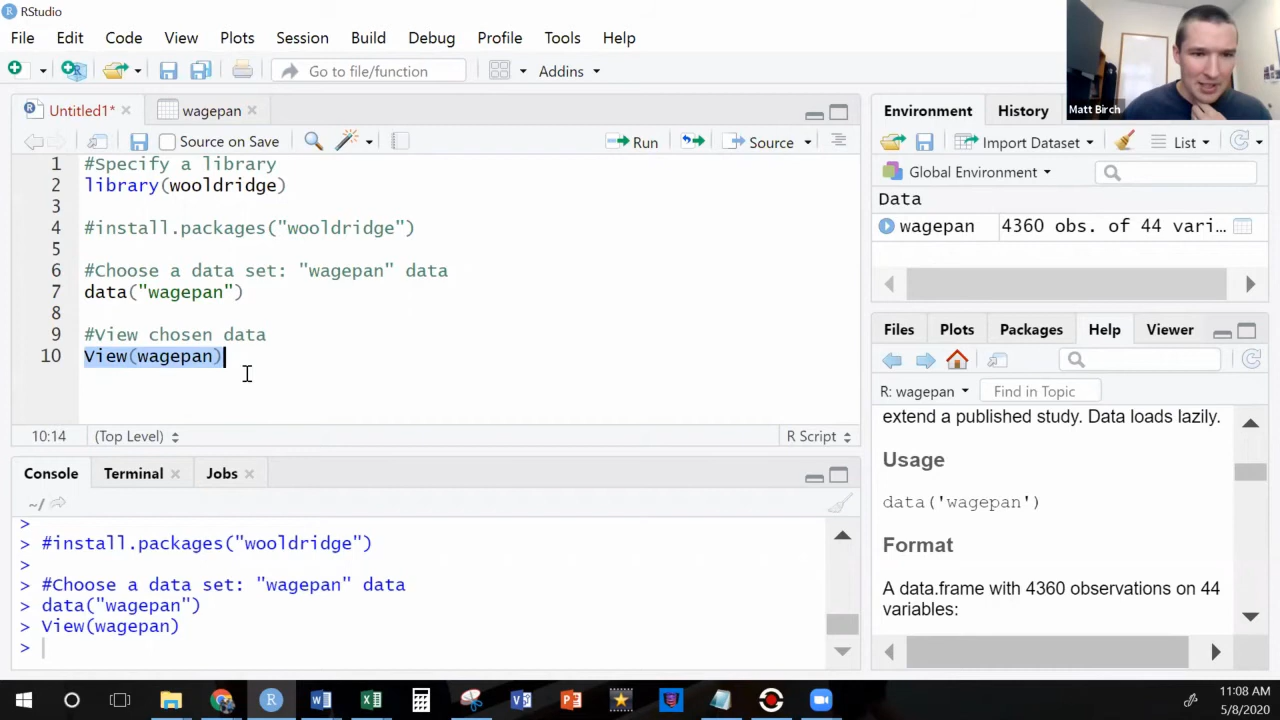 RStudio
File Edit Code View Plots Session Build Debug Profile Tools Help
Go to file/function Addins
Matt Birch
Untitled1* wagepan
Source on Save Run Source
1 #Specify a library
2 library(wooldridge)
3
4 #install.packages("wooldridge")
5
6 #Choose a data set: "wagepan" data
7 data("wagepan")
8
9 #View chosen data
10 View(wagepan)
10:14 (Top Level) R Script
Console Terminal Jobs
~/
>
> #install.packages("wooldridge")
>
> #Choose a data set: "wagepan" data
> data("wagepan")
> View(wagepan)
>
Environment History
Import Dataset List
Global Environment
Data
wagepan 4360 obs. of 44 vari…
Files Plots Packages Help Viewer
R: wagepan Find in Topic
extend a published study. Data loads lazily.
Usage
data('wagepan')
Format
A data.frame with 4360 observations on 44
variables:
11:08 AM
5/8/2020